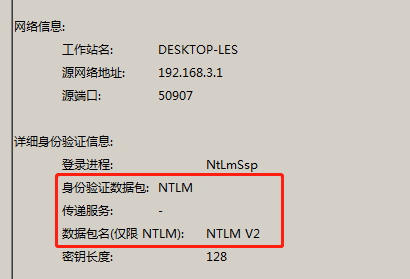 网络信息:
工作站名: DESKTOP-LES
源网络地址: 192.168.3.1
源端口: 50907
详细身份验证信息:
登录进程: NtLmSsp
身份验证数据包: NTLM
传递服务: -
数据包名(仅限 NTLM): NTLM V2
密钥长度: 128